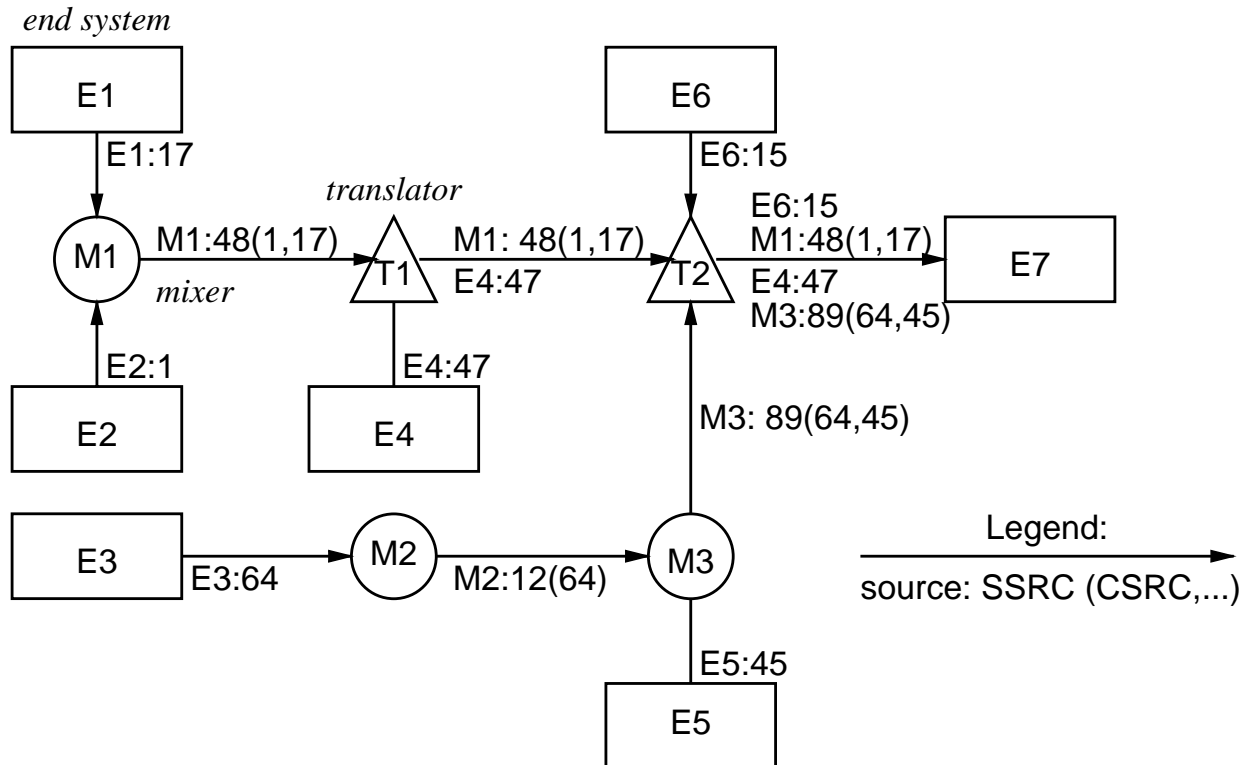 end system
E1
E6
E1:17
E6:15
translator
E6:15
M1
M1:48(1,17)
T1
M1: 48(1,17)
T2
M1:48(1,17)
E7
mixer
E4:47
E4:47
M3:89(64,45)
E2:1
E4:47
E2
E4
M3: 89(64,45)
E3
E3:64
M2
M2:12(64)
M3
Legend:
source: SSRC (CSRC,...)
E5:45
E5